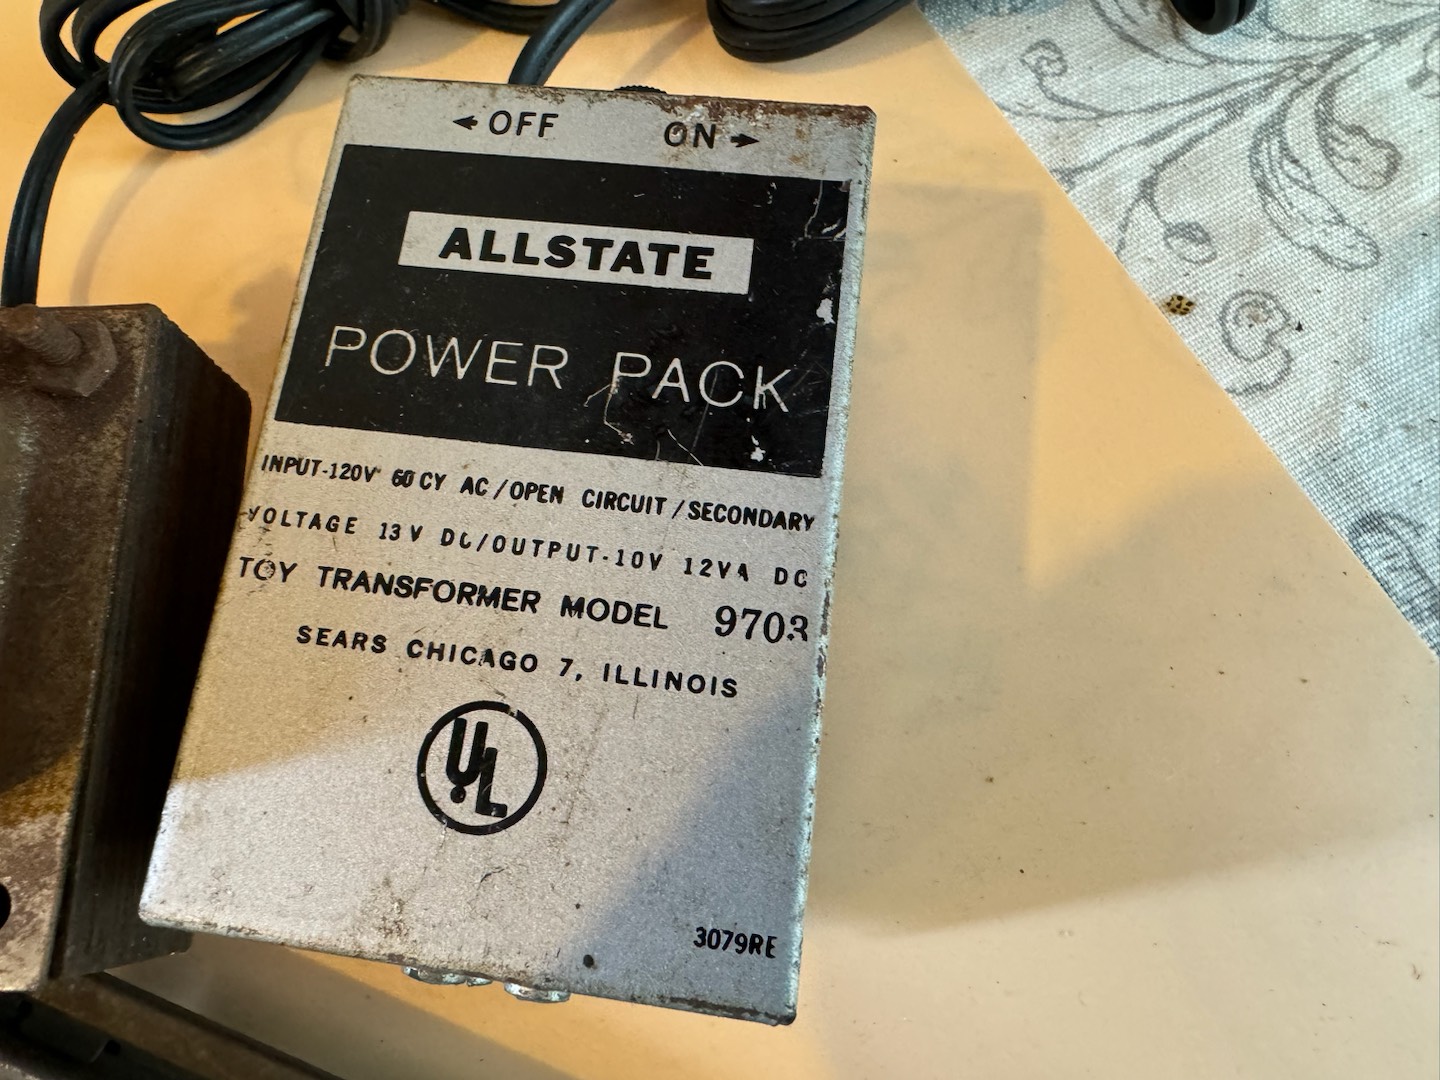 ← OFF ON →
ALLSTATE
POWER PACK
INPUT-120V 60 CY AC/OPEN CIRCUIT/SECONDARY
VOLTAGE 13V DC/OUTPUT-10V 12VA DC
TOY TRANSFORMER MODEL 9703
SEARS CHICAGO 7, ILLINOIS
UL
3079RE